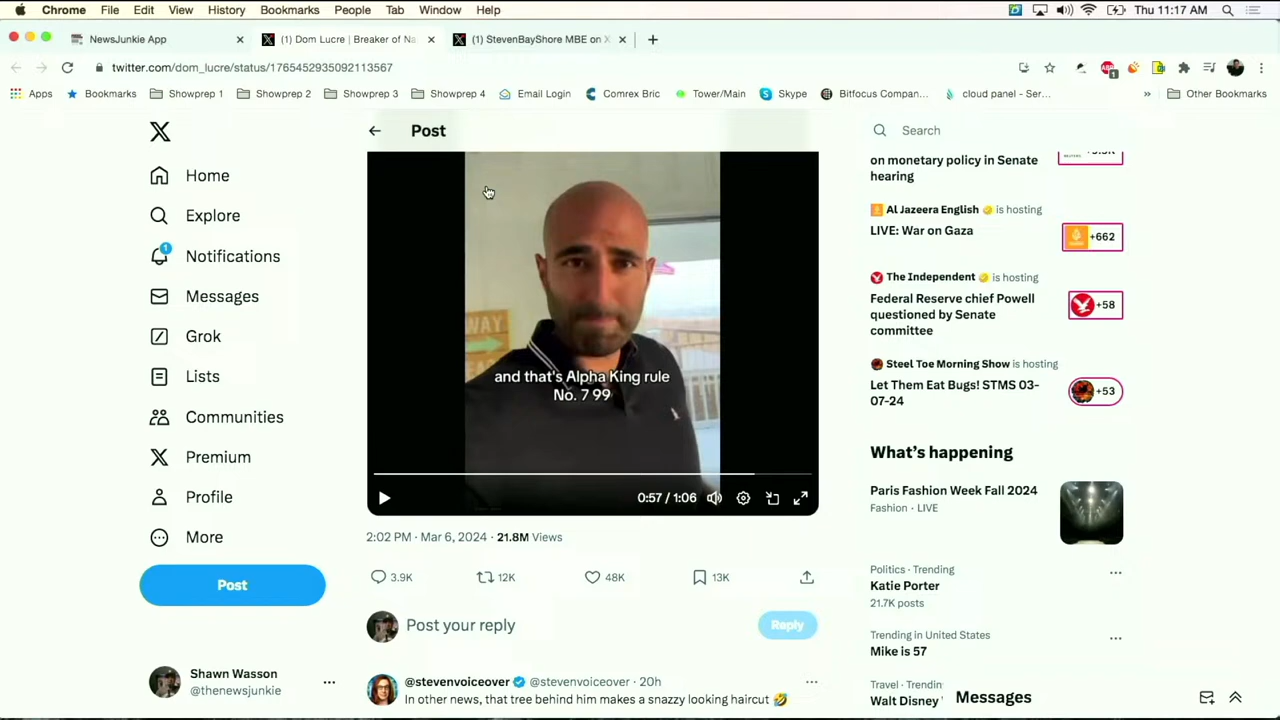 Chrome File Edit View History Bookmarks People Tab Window Help Thu 11:17 AM
NewsJunkie App
(1) Dom Lucre | Breaker of Na
(1) StevenBayShore MBE on X
twitter.com/dom_lucre/status/1765452935092113567
Apps Bookmarks Showprep 1 Showprep 2 Showprep 3 Showprep 4 Email Login Comrex Bric Tower/Main Skype Bitfocus Compan... cloud panel - Ser... » Other Bookmarks
Home
Explore
1
Notifications
Messages
Grok
Lists
Communities
Premium
Profile
More
Post
Shawn Wasson
@thenewsjunkie
Post
WAY
and that's Alpha King rule
No. 7 99
0:57 / 1:06
2:02 PM · Mar 6, 2024 · 21.8M Views
3.9K 12K 48K 13K
Post your reply
Reply
@stevenvoiceover @stevenvoiceover · 20h
In other news, that tree behind him makes a snazzy looking haircut 🤣
Search
on monetary policy in Senate
hearing
Al Jazeera English is hosting
LIVE: War on Gaza
+662
The Independent is hosting
Federal Reserve chief Powell
questioned by Senate
committee
+58
Steel Toe Morning Show is hosting
Let Them Eat Bugs! STMS 03-
07-24
+53
What's happening
Paris Fashion Week Fall 2024
Fashion · LIVE
Politics · Trending
Katie Porter
21.7K posts
Trending in United States
Mike is 57
Travel · Trendin
Walt Disney
Messages